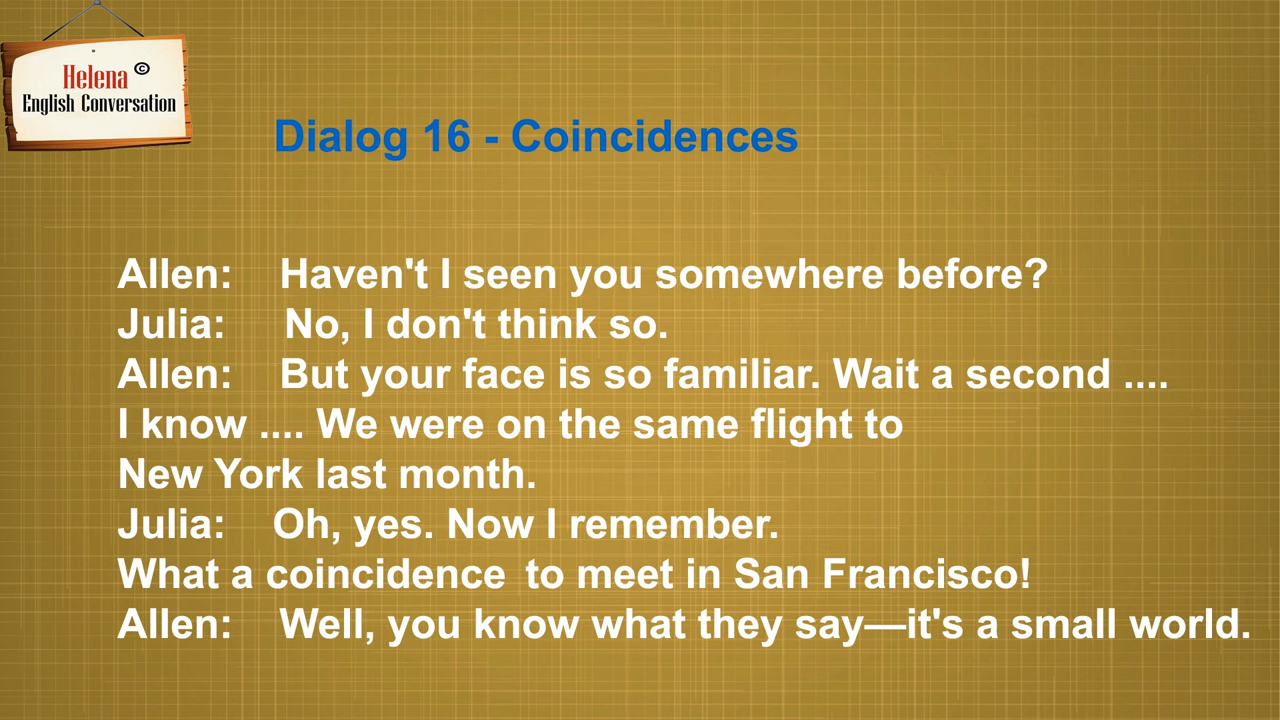 Helena ©
English Conversation
Dialog 16 - Coincidences
Allen: Haven't I seen you somewhere before?
Julia: No, I don't think so.
Allen: But your face is so familiar. Wait a second ....
I know .... We were on the same flight to
New York last month.
Julia: Oh, yes. Now I remember.
What a coincidence to meet in San Francisco!
Allen: Well, you know what they say—it's a small world.